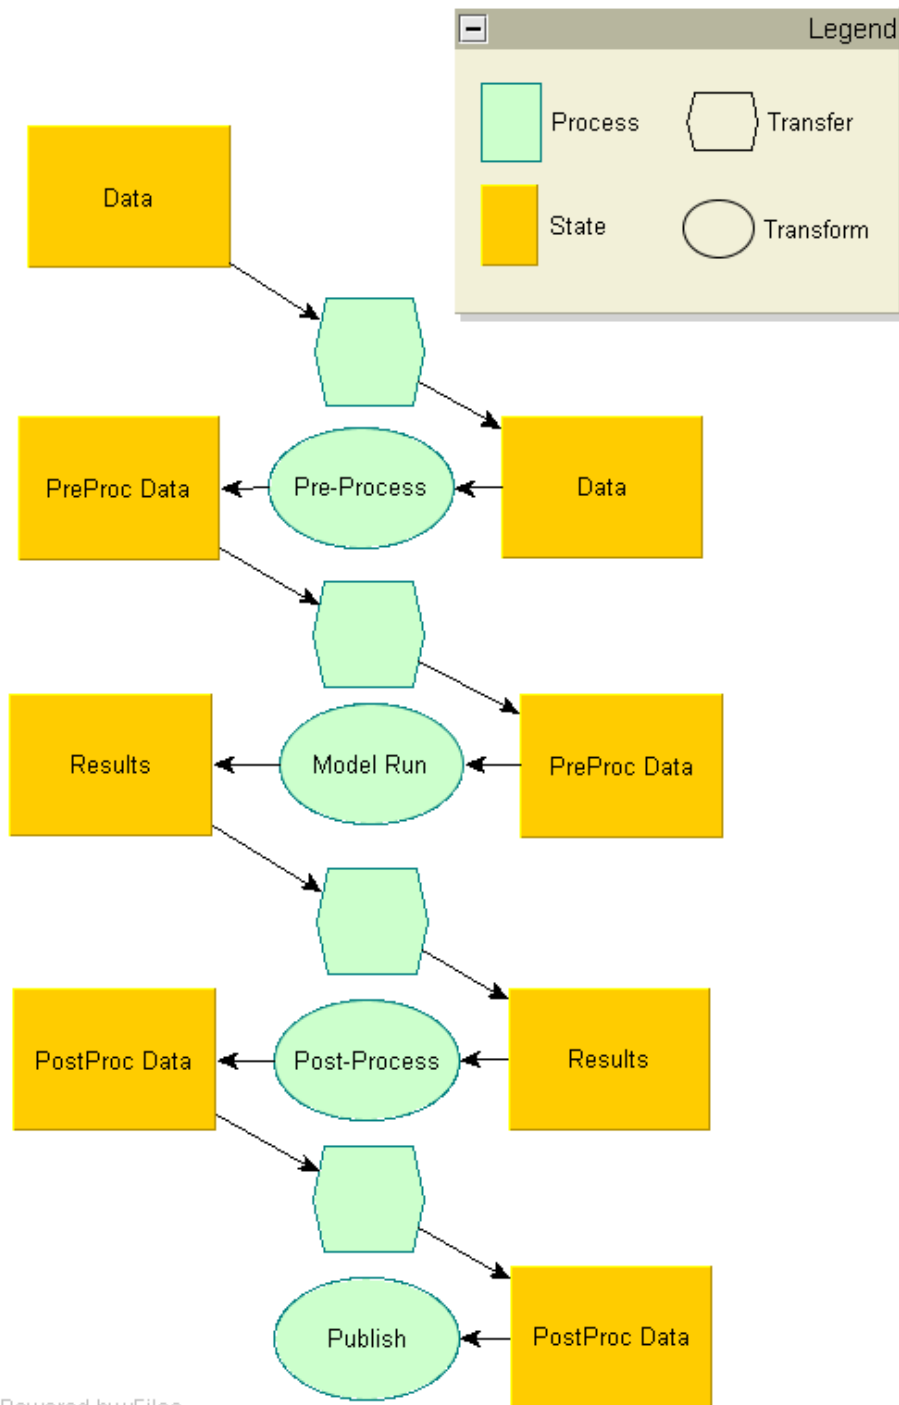 Legend
Process
Transfer
State
Transform
Data
Pre-Process
PreProc Data
Data
Results
Model Run
PreProc Data
PostProc Data
Post-Process
Results
Publish
PostProc Data